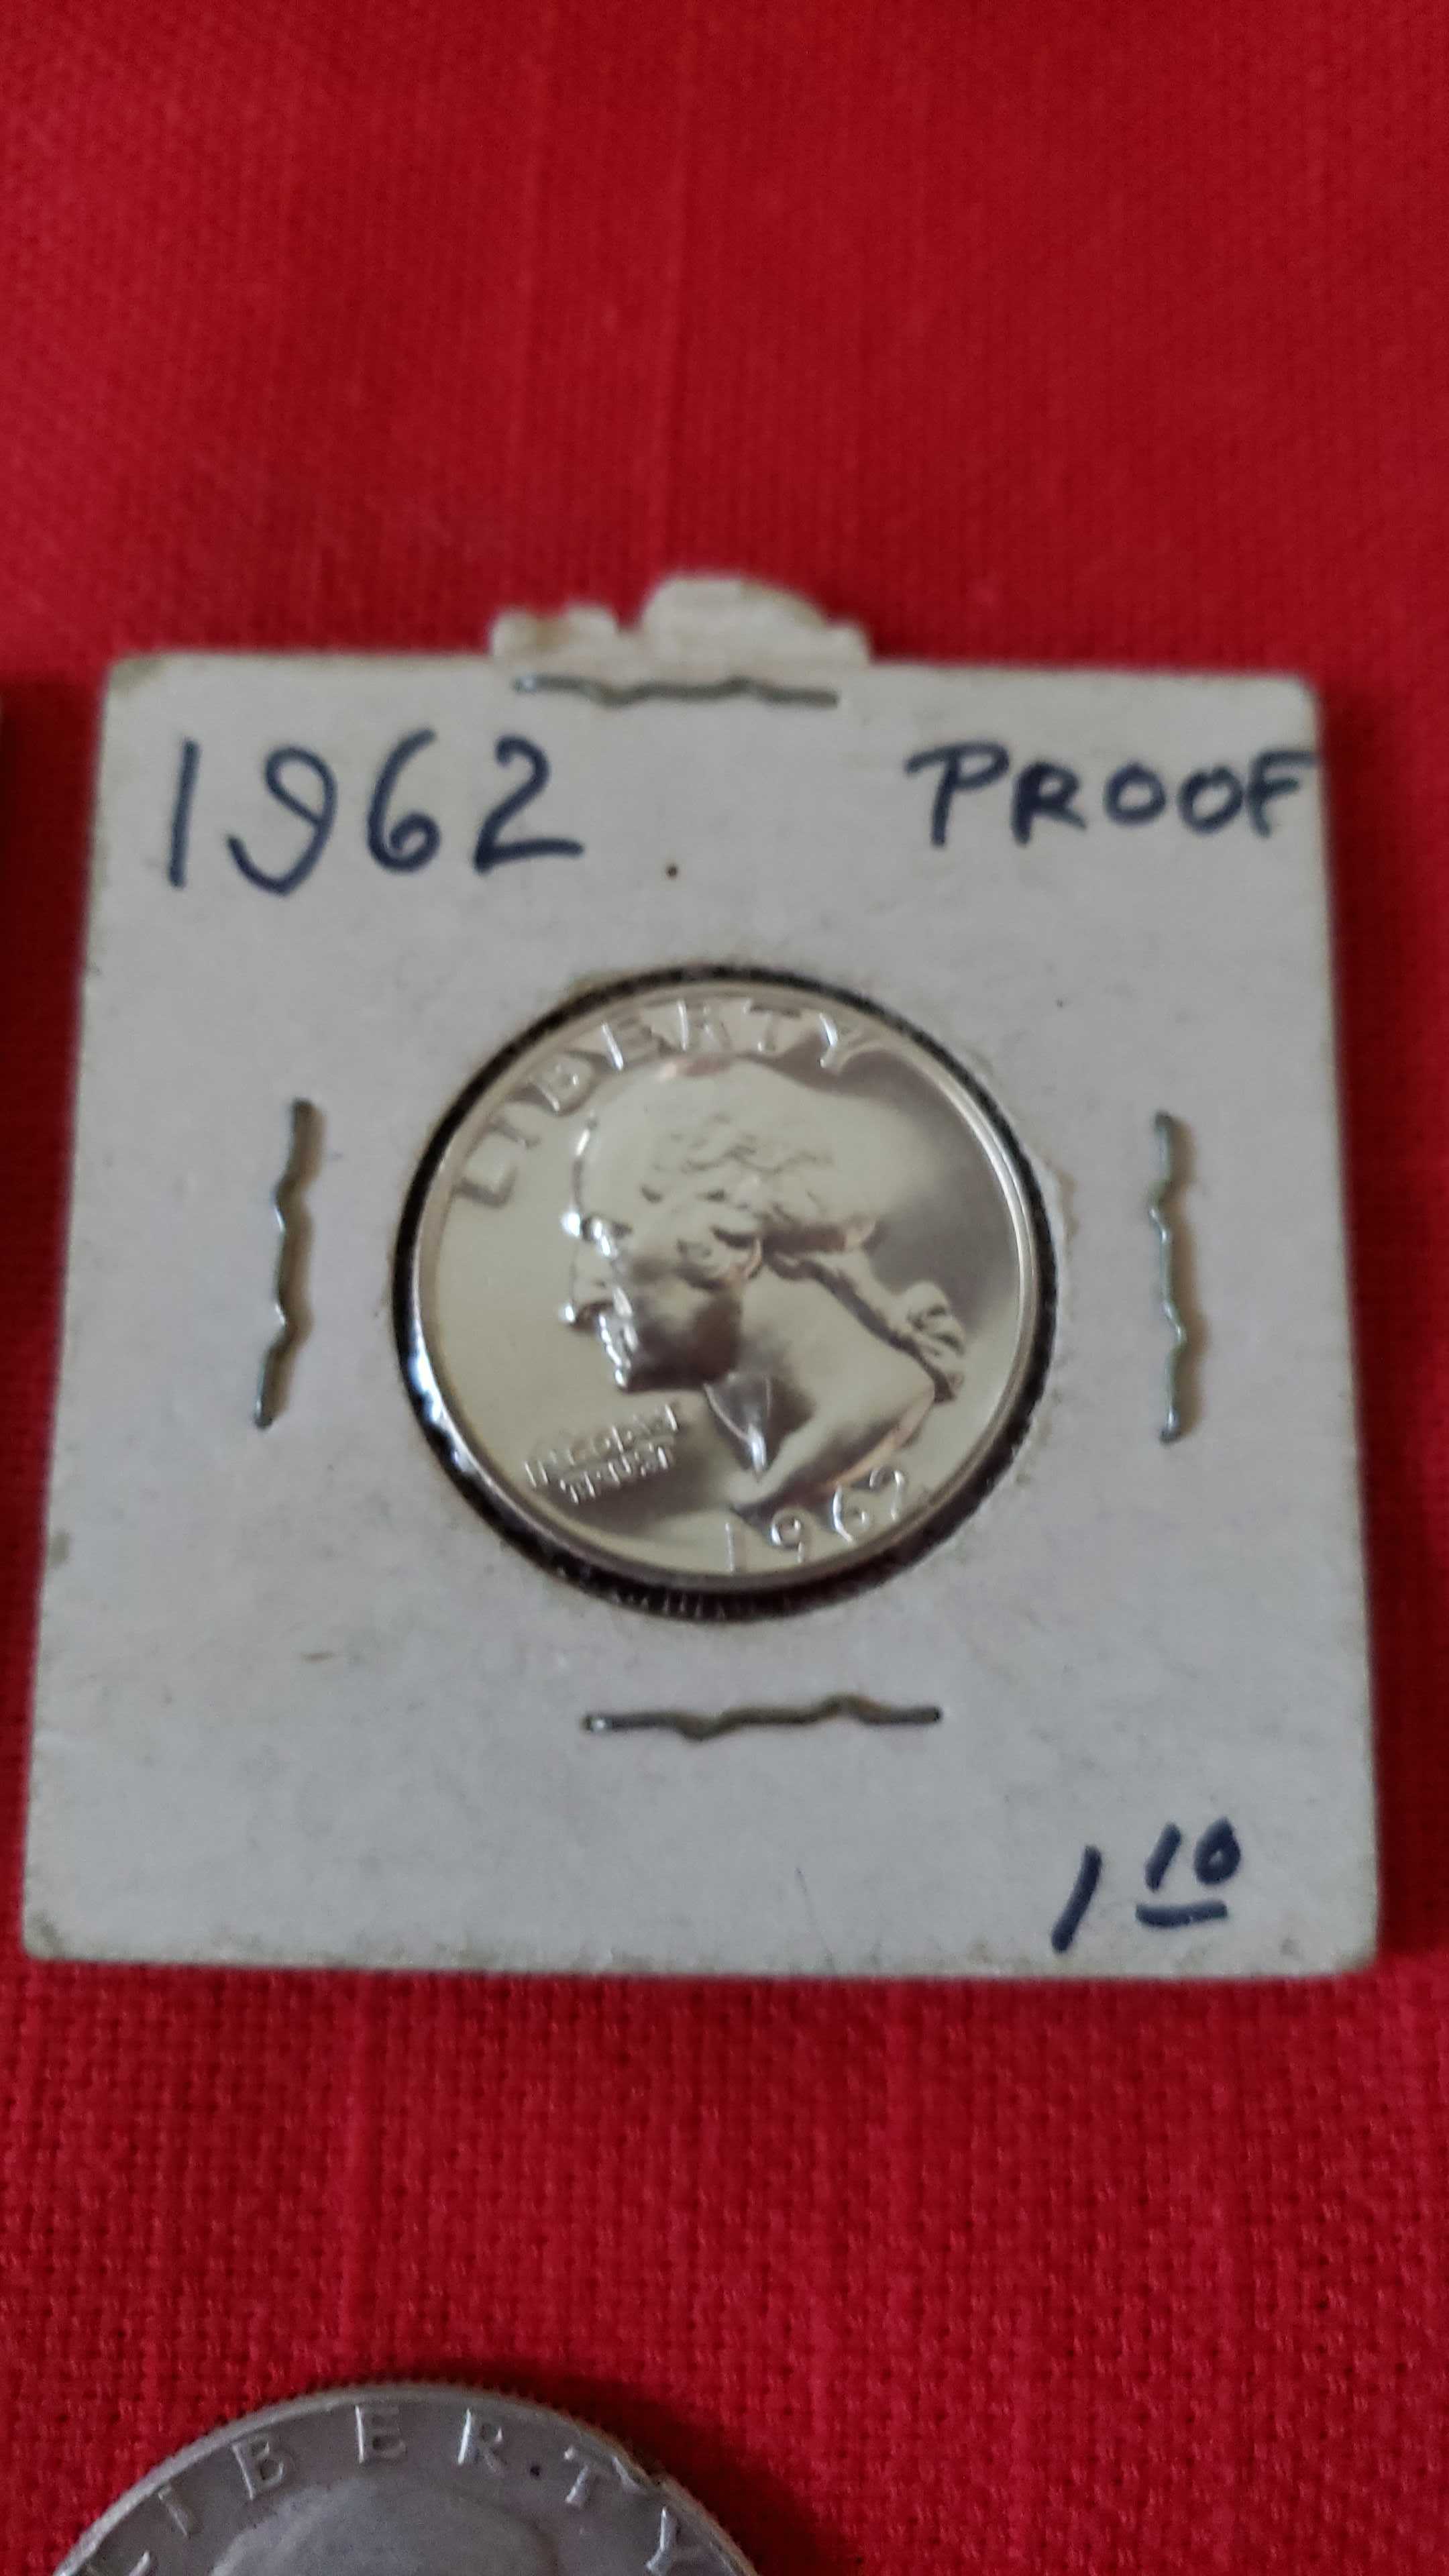 1962 PROOF
LIBERTY
IN GOD WE
TRUST
1962
1 10
LIBERTY